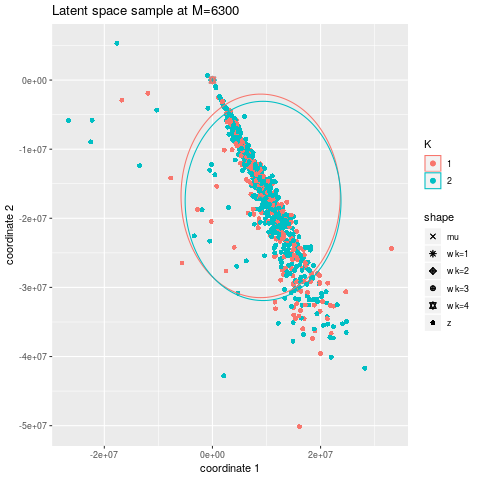 Latent space sample at M=6300
0e+00
-1e+07
-2e+07
-3e+07
-4e+07
-5e+07
coordinate 2
-2e+07 0e+00 2e+07
coordinate 1
K
1
2
shape
mu
w k=1
w k=2
w k=3
w k=4
z